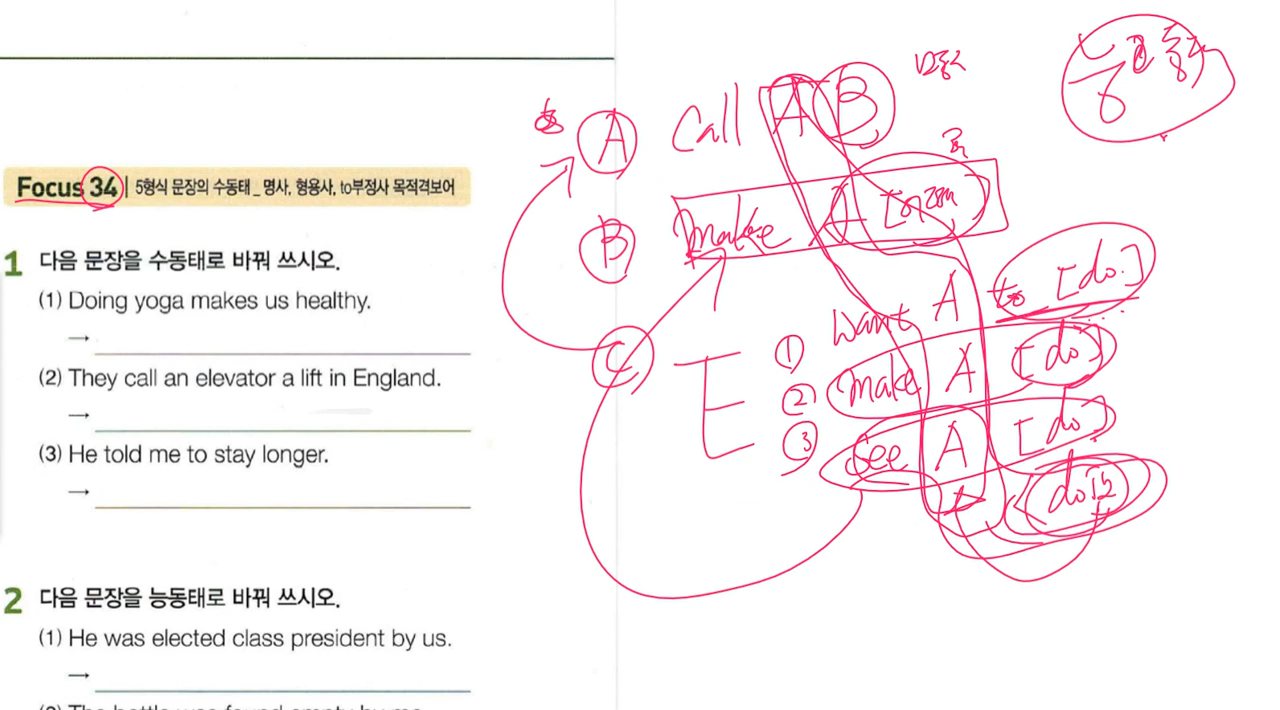 Focus 34 | 5형식 문장의 수동태 _ 명사, 형용사, to부정사 목적격보어
1 다음 문장을 수동태로 바꿔 쓰시오.
(1) Doing yoga makes us healthy.
→
(2) They call an elevator a lift in England.
→
(3) He told me to stay longer.
→
2 다음 문장을 능동태로 바꿔 쓰시오.
(1) He was elected class president by us.
→
A Call A B
B make A
C ① Want A to [do]
② make A [do]
③ See A [do]